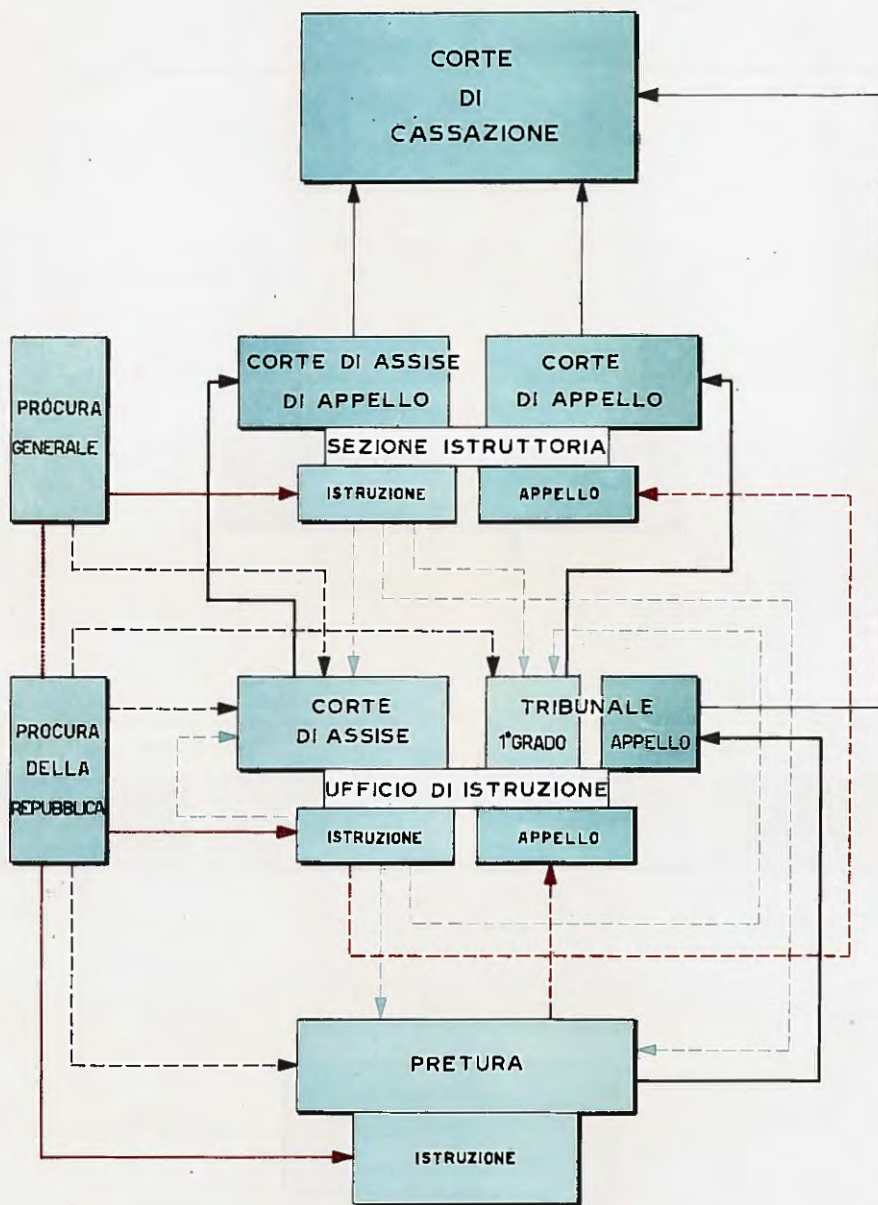 CORTE
DI
CASSAZIONE
CORTE DI ASSISE
DI APPELLO
CORTE
DI APPELLO
PROCURA
GENERALE
SEZIONE ISTRUTTORIA
ISTRUZIONE
APPELLO
PROCURA
DELLA
REPUBBLICA
CORTE
DI ASSISE
TRIBUNALE
1° GRADO
APPELLO
UFFICIO DI ISTRUZIONE
ISTRUZIONE
APPELLO
PRETURA
ISTRUZIONE